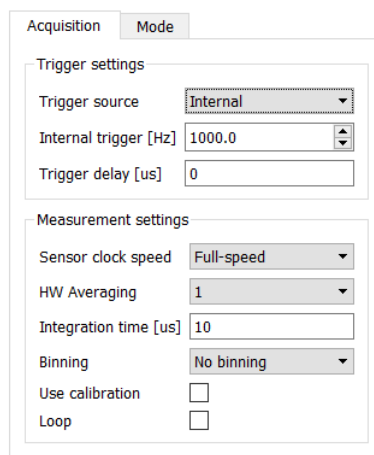 Acquisition Mode
Trigger settings
Trigger source Internal
Internal trigger [Hz] 1000.0
Trigger delay [us] 0
Measurement settings
Sensor clock speed Full-speed
HW Averaging 1
Integration time [us] 10
Binning No binning
Use calibration
Loop